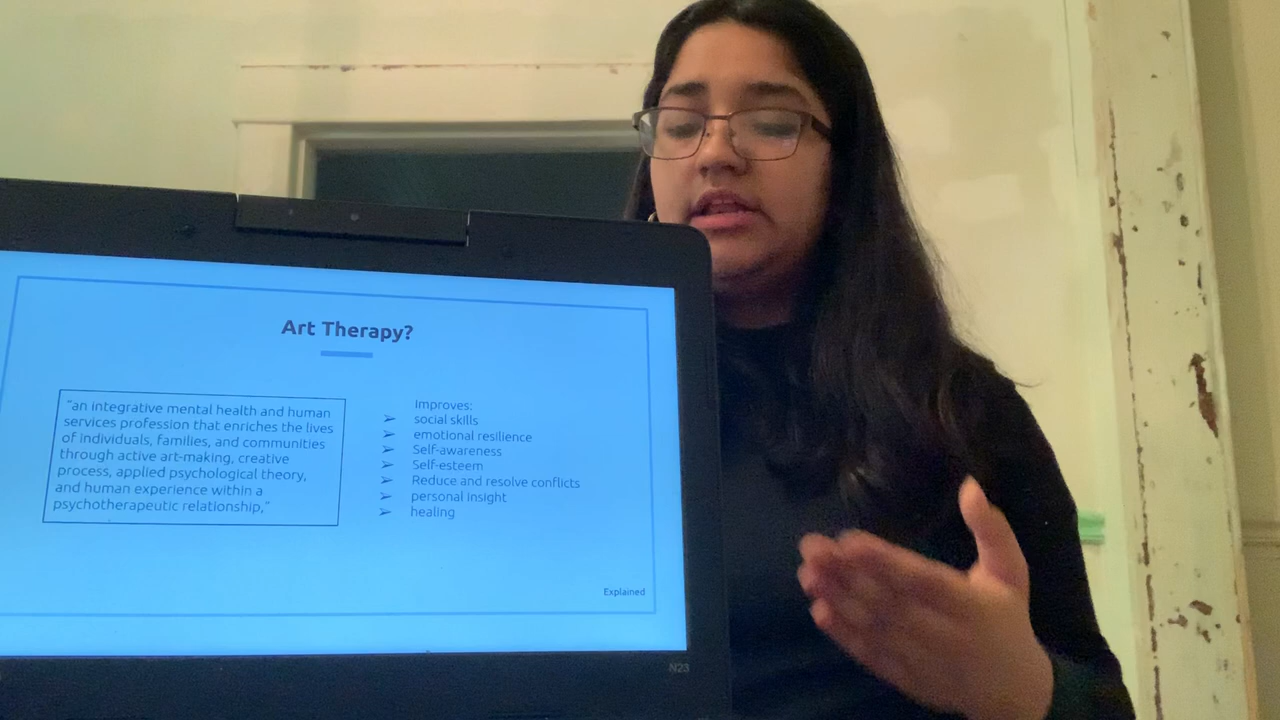 Art Therapy?
"an integrative mental health and human
services profession that enriches the lives
of individuals, families, and communities
through active art-making, creative
process, applied psychological theory,
and human experience within a
psychotherapeutic relationship,"
Improves:
➢ social skills
➢ emotional resilience
➢ Self-awareness
➢ Self-esteem
➢ Reduce and resolve conflicts
➢ personal insight
➢ healing
Explained
N23